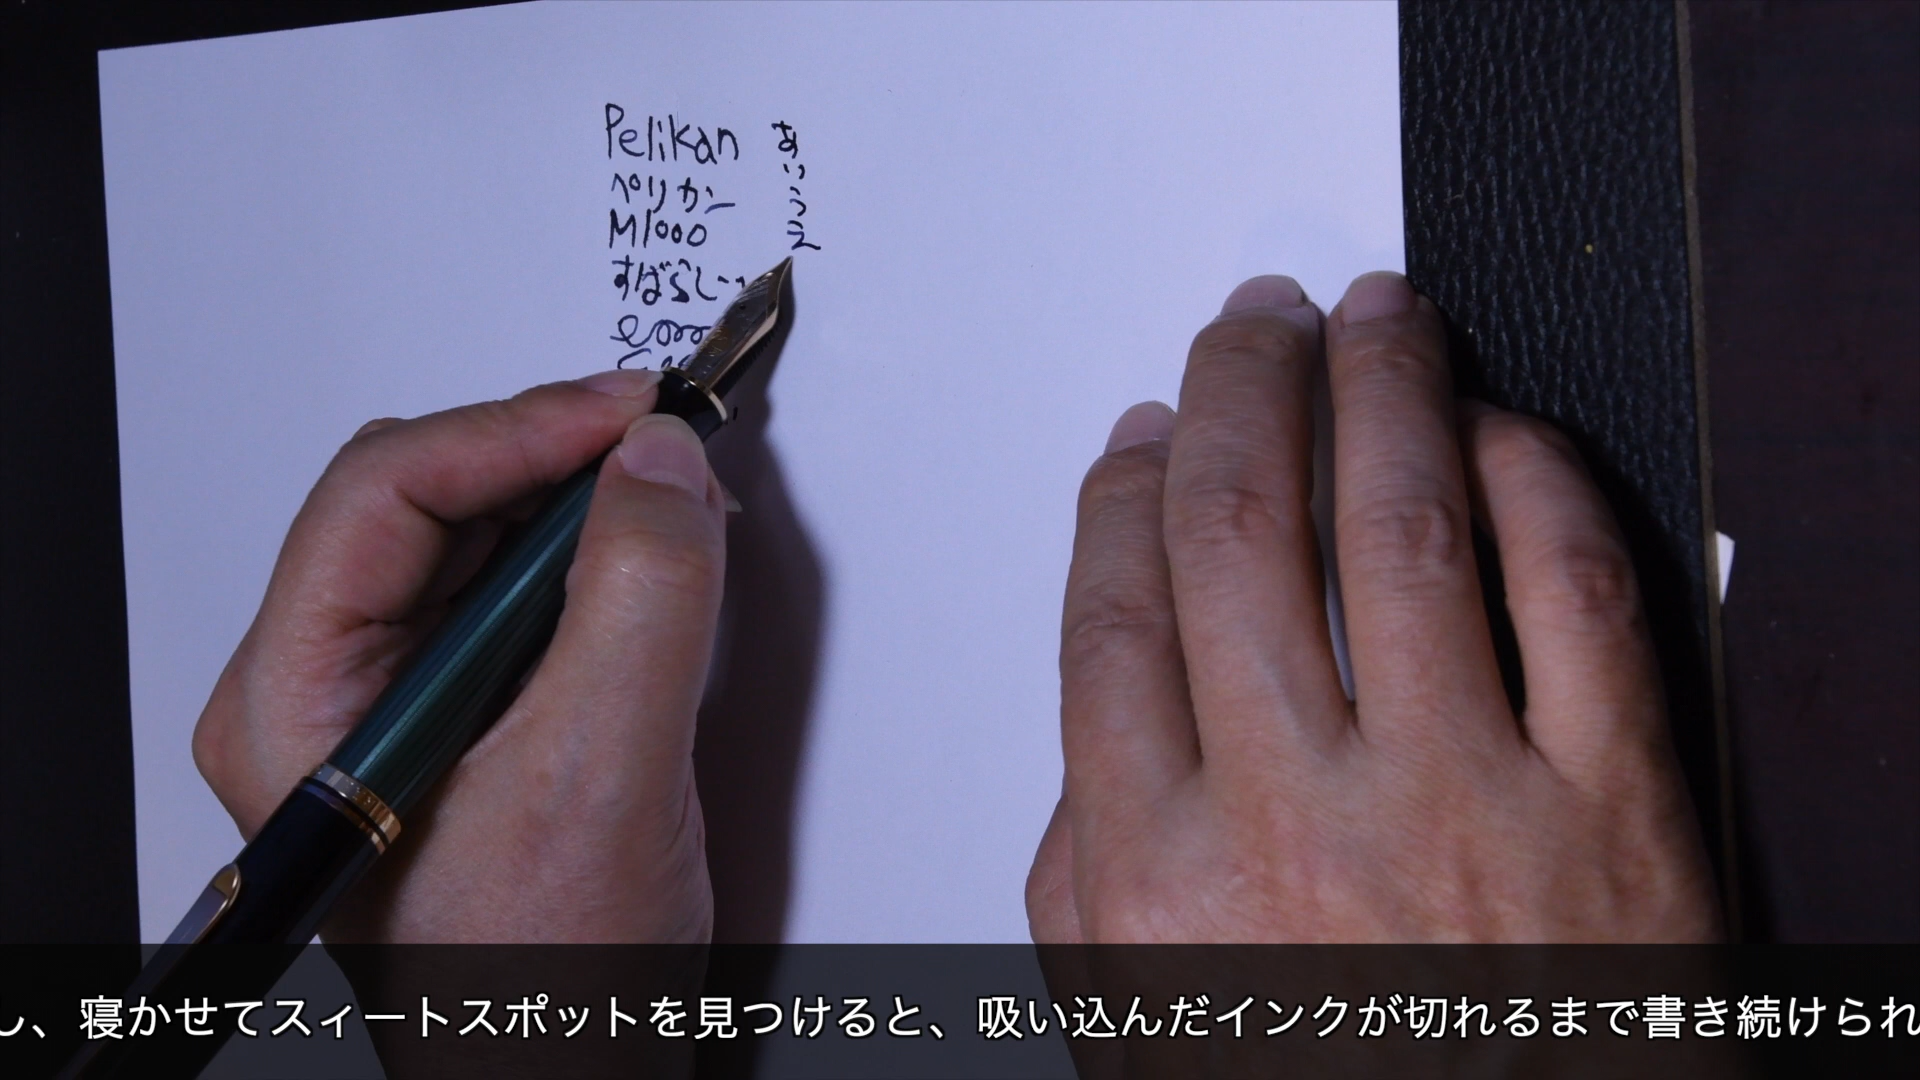 Pelikan
ペリカン
M1000
すばらしい
あいうえ
し、寝かせてスィートスポットを見つけると、吸い込んだインクが切れるまで書き続けられ